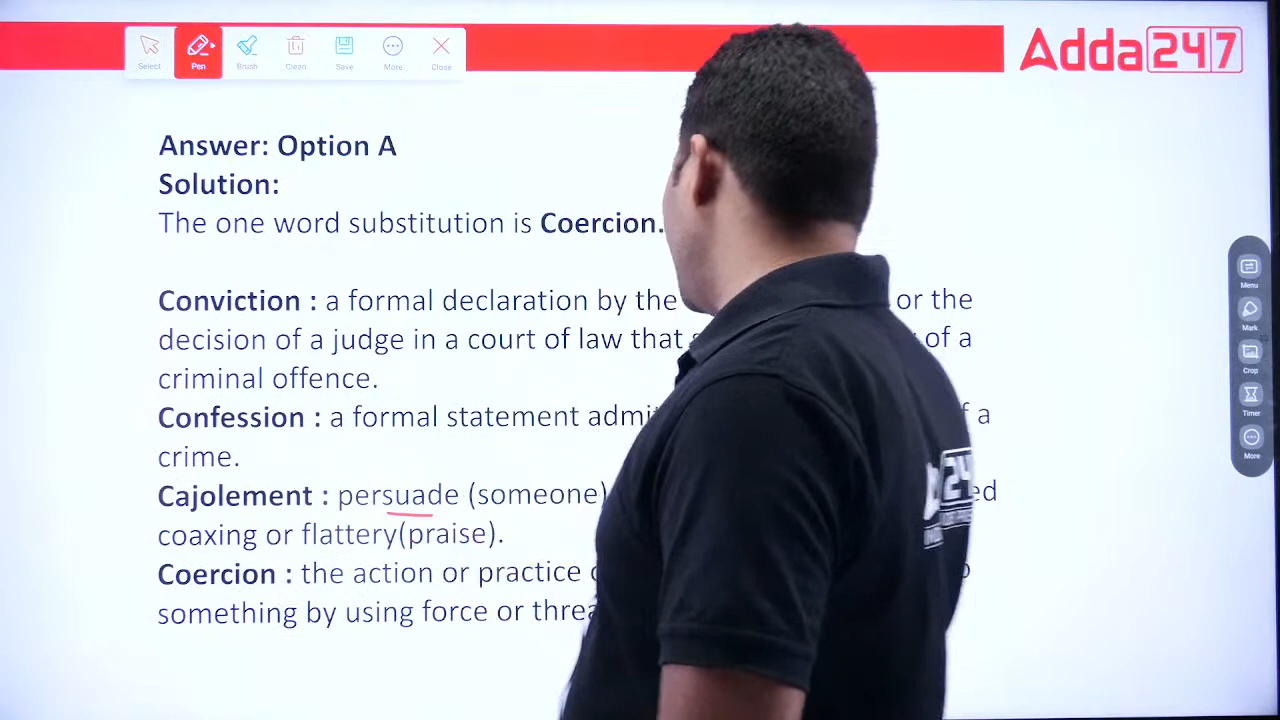 Select Pen Brush Clean Save More Close
Adda247
Answer: Option A
Solution:
The one word substitution is Coercion.
Conviction : a formal declaration by the or the
decision of a judge in a court of law that of a
criminal offence.
Confession : a formal statement a
crime.
Cajolement : persuade (someone)
coaxing or flattery(praise).
Coercion : the action or practice
something by using force or
Menu
Mark
Crop
Timer
More
24